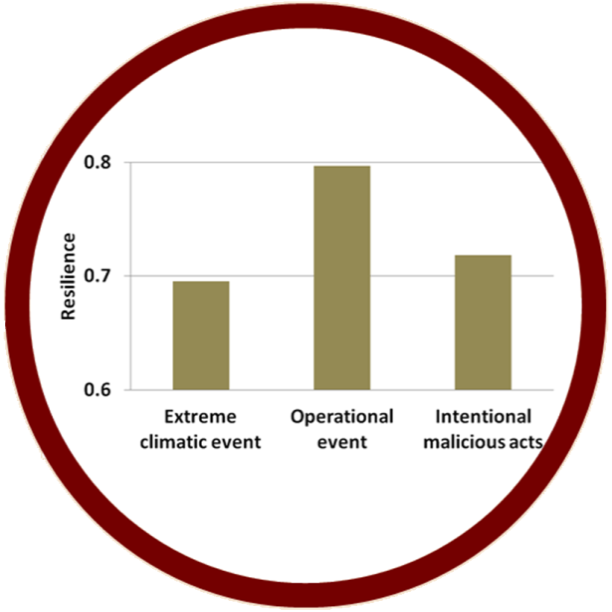 0.8
0.7
0.6
Resilience
Extreme
climatic event
Operational
event
Intentional
malicious acts